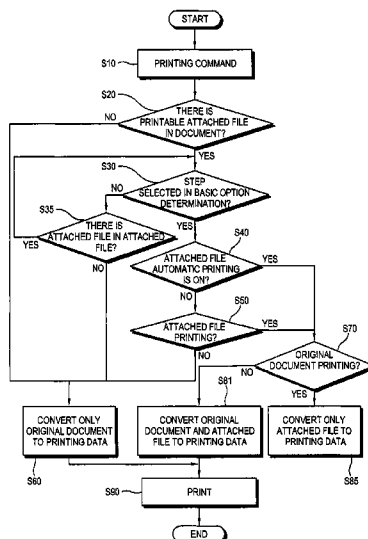 START
S10
PRINTING COMMAND
S20
THERE IS
PRINTABLE ATTACHED FILE
IN DOCUMENT?
NO
YES
S30
STEP
SELECTED IN BASIC OPTION
DETERMINATION?
NO
YES
S35
THERE IS
ATTACHED FILE IN ATTACHED
FILE?
YES
NO
S40
ATTACHED FILE
AUTOMATIC PRINTING
IS ON?
YES
NO
S50
ATTACHED FILE
PRINTING?
YES
NO
S70
ORIGINAL
DOCUMENT PRINTING?
NO
YES
S81
CONVERT ONLY
ORIGINAL DOCUMENT
TO PRINTING DATA
S60
CONVERT ORIGINAL
DOCUMENT AND ATTACHED
FILE TO PRINTING DATA
CONVERT ONLY
ATTACHED FILE TO
PRINTING DATA
S85
S90
PRINT
END